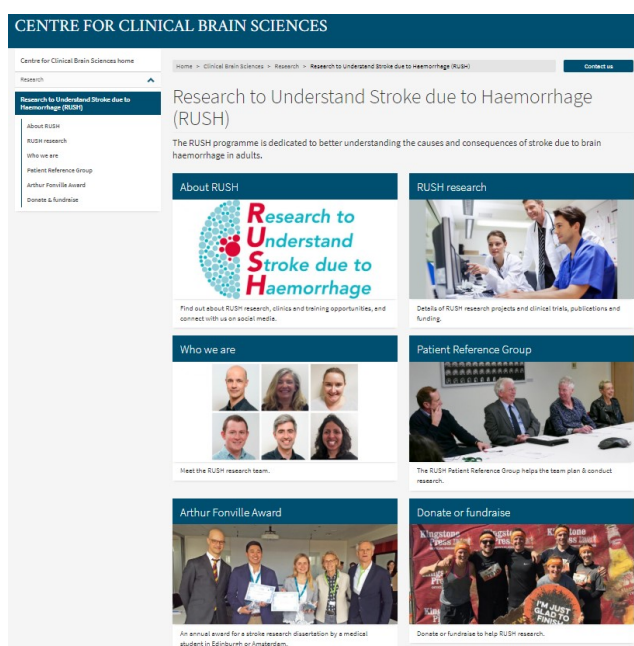 CENTRE FOR CLINICAL BRAIN SCIENCES
Centre for Clinical Brain Sciences home
Research
Research to Understand Stroke due to
Haemorrhage (RUSH)
About RUSH
RUSH research
Who we are
Patient Reference Group
Arthur Fonville Award
Donate & fundraise
Home > Clinical Brain Sciences > Research > Research to Understand Stroke due to Haemorrhage (RUSH)
Contact us
Research to Understand Stroke due to Haemorrhage
(RUSH)
The RUSH programme is dedicated to better understanding the causes and consequences of stroke due to brain
haemorrhage in adults.
About RUSH
Research to
Understand
Stroke due to
Haemorrhage
Find out about RUSH research, clinics and training opportunities, and
connect with us on social media.
RUSH research
Details of RUSH research projects and clinical trials, publications and
funding.
Who we are
Meet the RUSH research team.
Patient Reference Group
The RUSH Patient Reference Group helps the team plan & conduct
research.
Arthur Fonville Award
An annual award for a stroke research dissertation by a medical
student in Edinburgh or Amsterdam.
Donate or fundraise
Kingstone
Press
I'M JUST
GLAD TO
FINISH
Donate or fundraise to help RUSH research.